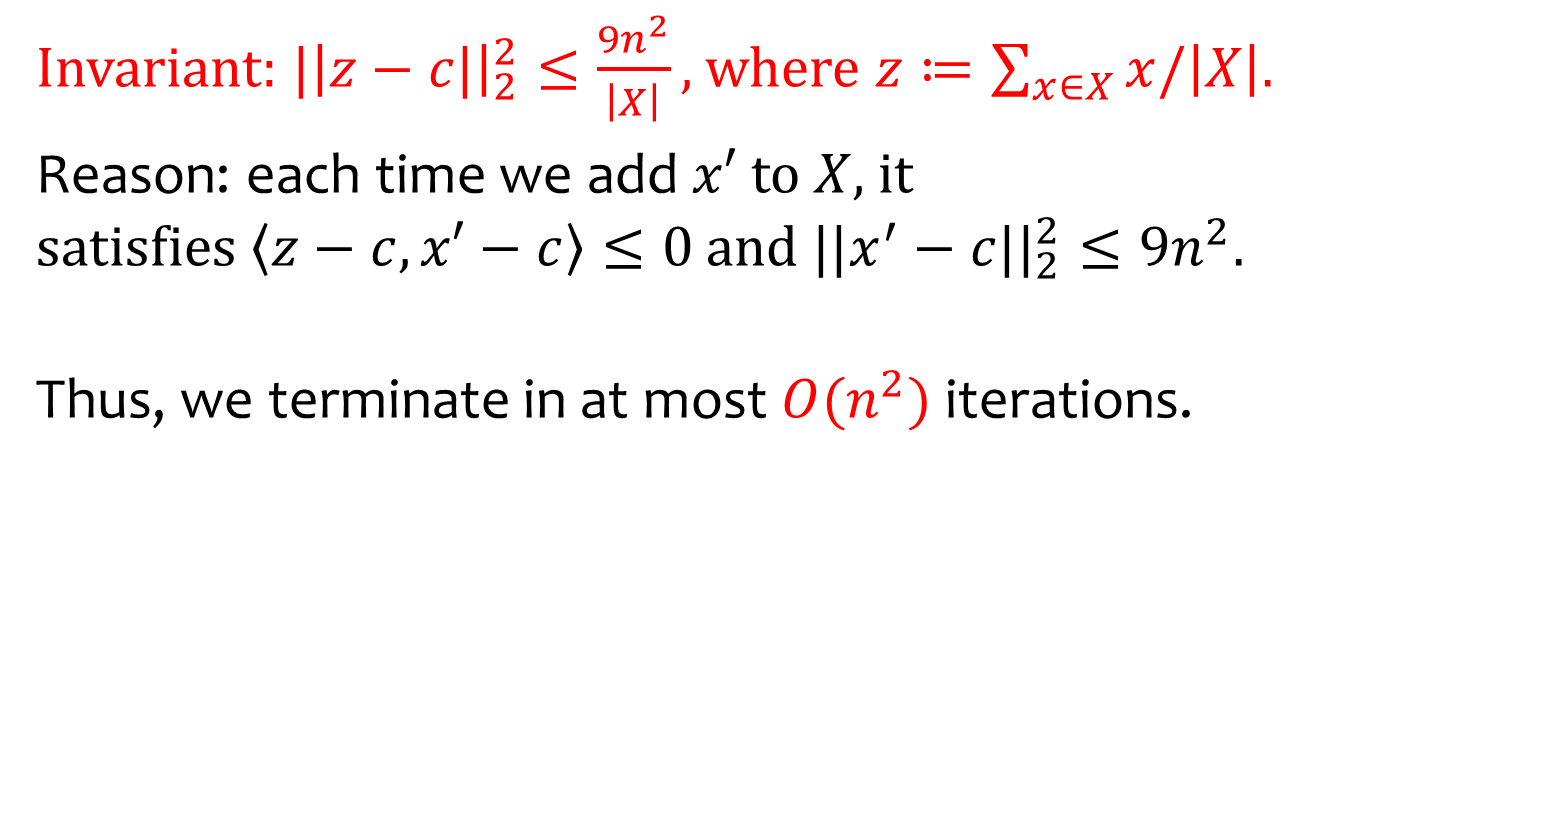 Invariant: ||z − c||₂² ≤ 9n²/|X|, where z ≔ ∑ₓ∈X x/|X|.
Reason: each time we add x′ to X, it
satisfies ⟨z − c, x′ − c⟩ ≤ 0 and ||x′ − c||₂² ≤ 9n².
Thus, we terminate in at most O(n²) iterations.